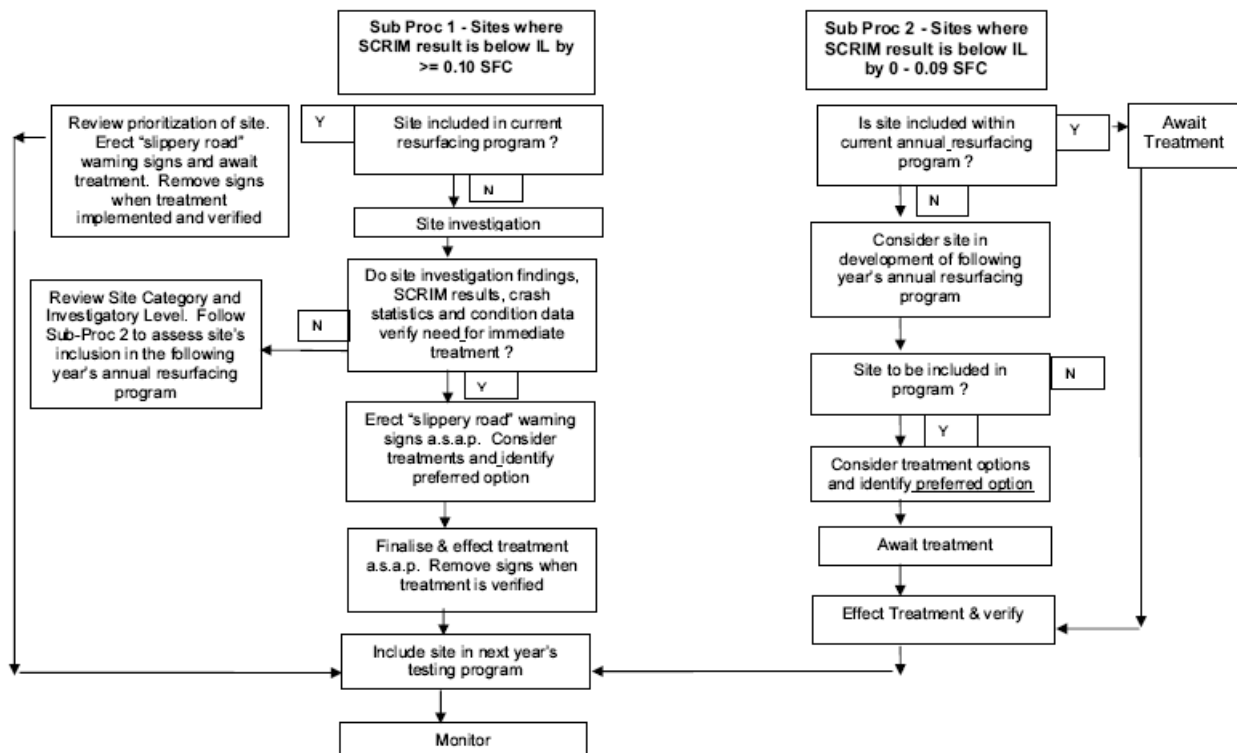 Sub Proc 1 - Sites where
SCRIM result is below IL by
>= 0.10 SFC
Sub Proc 2 - Sites where
SCRIM result is below IL
by 0 - 0.09 SFC
Review prioritization of site.
Erect “slippery road”
warning signs and await
treatment. Remove signs
when treatment
implemented and verified
Y
Site included in current
resurfacing program ?
N
Site investigation
Do site investigation findings,
SCRIM results, crash
statistics and condition data
verify need for immediate
treatment ?
N
Review Site Category and
Investigatory Level. Follow
Sub-Proc 2 to assess site's
inclusion in the following
year's annual resurfacing
program
Y
Erect “slippery road” warning
signs a.s.a.p. Consider
treatments and identify
preferred option
Finalise & effect treatment
a.s.a.p. Remove signs when
treatment is verified
Include site in next year's
testing program
Monitor
Is site included within
current annual resurfacing
program ?
Y
Await
Treatment
N
Consider site in
development of following
year's annual resurfacing
program
Site to be included in
program ?
N
Y
Consider treatment options
and identify preferred option
Await treatment
Effect Treatment & verify